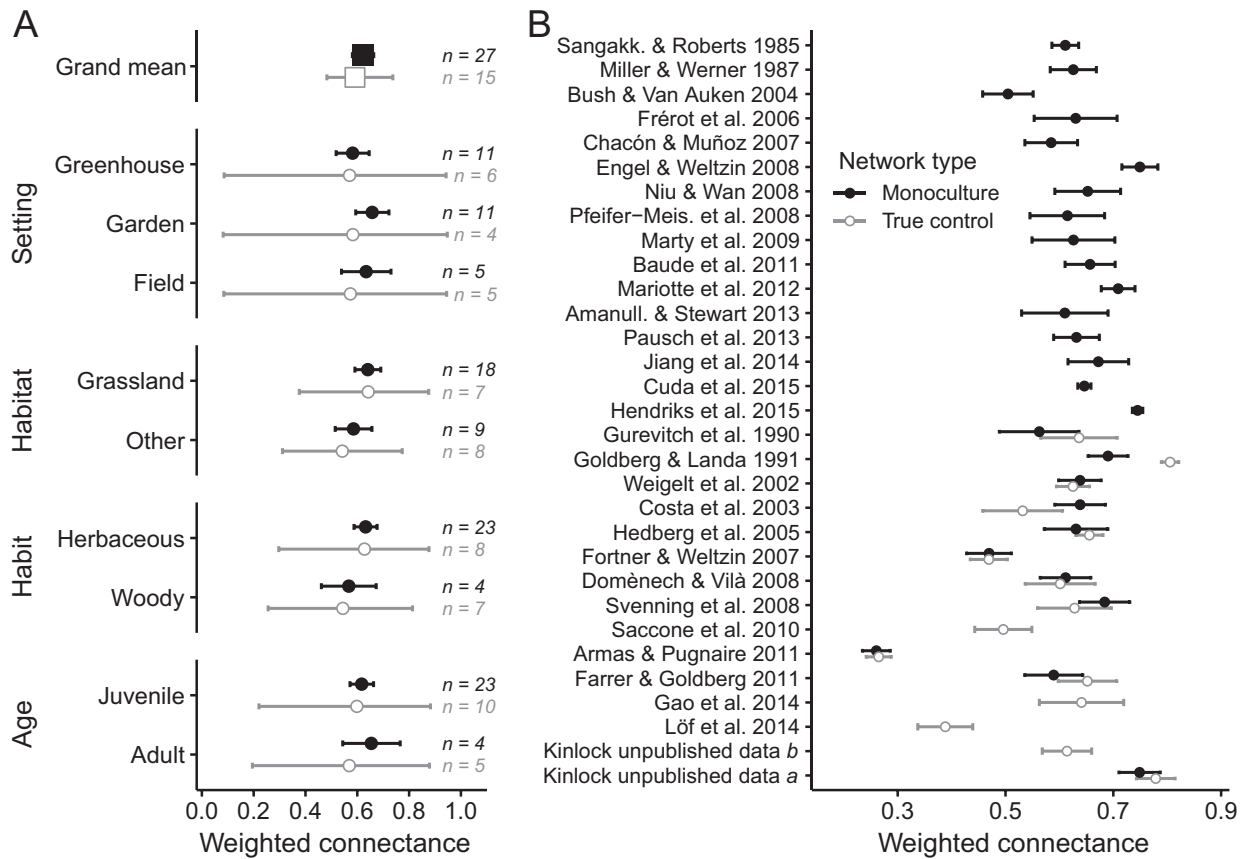 A
Grand mean
n = 27
n = 15
Setting
Greenhouse
n = 11
n = 6
Garden
n = 11
n = 4
Field
n = 5
n = 5
Habitat
Grassland
n = 18
n = 7
Other
n = 9
n = 8
Habit
Herbaceous
n = 23
n = 8
Woody
n = 4
n = 7
Age
Juvenile
n = 23
n = 10
Adult
n = 4
n = 5
0.0 0.2 0.4 0.6 0.8 1.0
Weighted connectance
B
Sangakk. & Roberts 1985
Miller & Werner 1987
Bush & Van Auken 2004
Frérot et al. 2006
Chacón & Muñoz 2007
Engel & Weltzin 2008
Niu & Wan 2008
Pfeifer−Meis. et al. 2008
Marty et al. 2009
Baude et al. 2011
Mariotte et al. 2012
Amanull. & Stewart 2013
Pausch et al. 2013
Jiang et al. 2014
Cuda et al. 2015
Hendriks et al. 2015
Gurevitch et al. 1990
Goldberg & Landa 1991
Weigelt et al. 2002
Costa et al. 2003
Hedberg et al. 2005
Fortner & Weltzin 2007
Domènech & Vilà 2008
Svenning et al. 2008
Saccone et al. 2010
Armas & Pugnaire 2011
Farrer & Goldberg 2011
Gao et al. 2014
Löf et al. 2014
Kinlock unpublished data b
Kinlock unpublished data a
Network type
Monoculture
True control
0.3 0.5 0.7 0.9
Weighted connectance